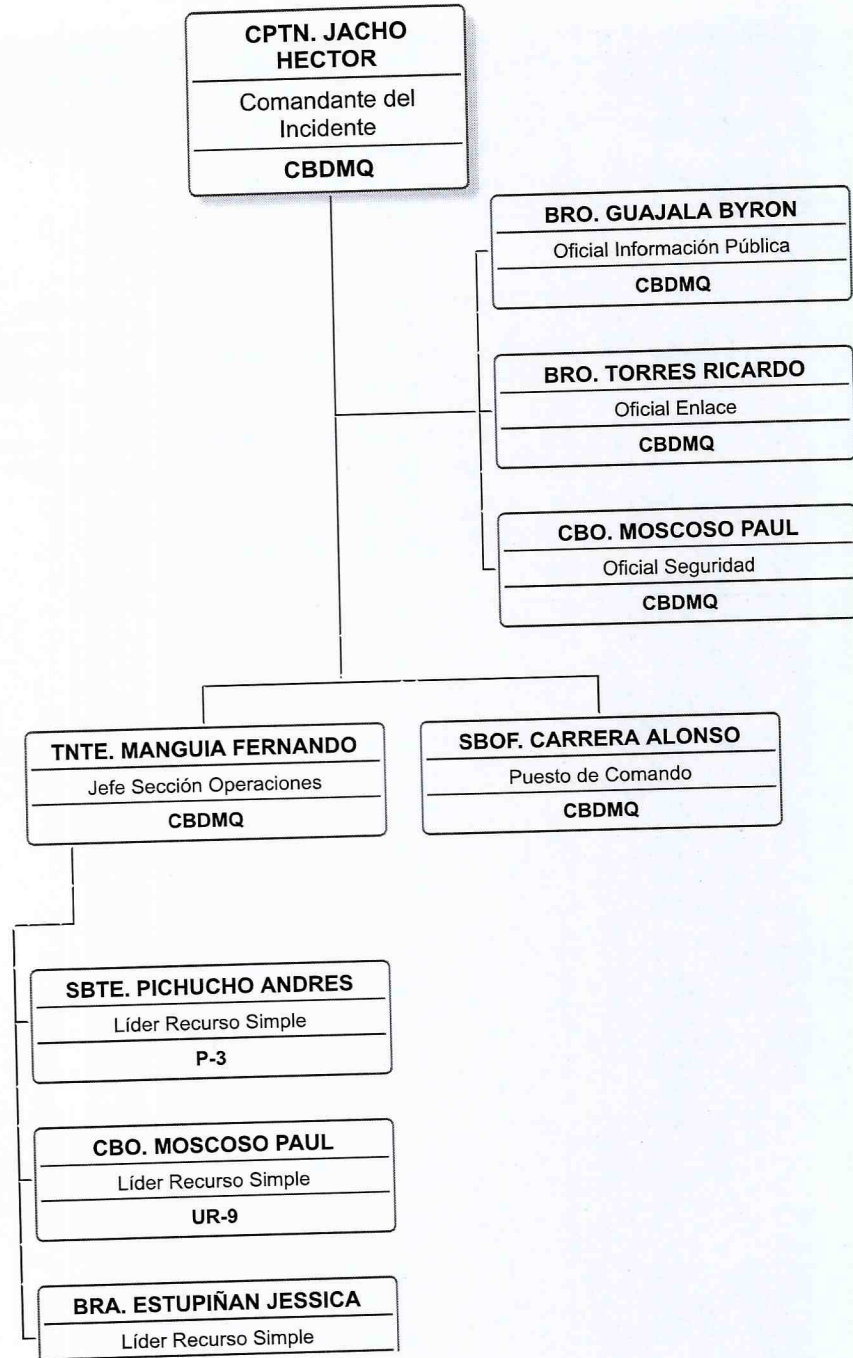 CPTN. JACHO
HECTOR
Comandante del
Incidente
CBDMQ
BRO. GUAJALA BYRON
Oficial Información Pública
CBDMQ
BRO. TORRES RICARDO
Oficial Enlace
CBDMQ
CBO. MOSCOSO PAUL
Oficial Seguridad
CBDMQ
TNTE. MANGUIA FERNANDO
Jefe Sección Operaciones
CBDMQ
SBOF. CARRERA ALONSO
Puesto de Comando
CBDMQ
SBTE. PICHUCHO ANDRES
Líder Recurso Simple
P-3
CBO. MOSCOSO PAUL
Líder Recurso Simple
UR-9
BRA. ESTUPIÑAN JESSICA
Líder Recurso Simple